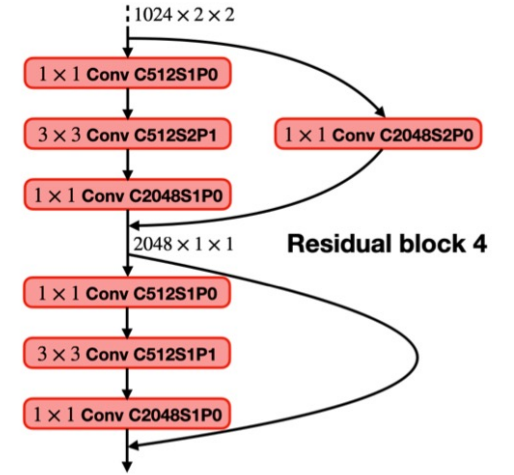 1024 × 2 × 2
1 × 1 Conv C512S1P0
3 × 3 Conv C512S2P1
1 × 1 Conv C2048S2P0
1 × 1 Conv C2048S1P0
2048 × 1 × 1
Residual block 4
1 × 1 Conv C512S1P0
3 × 3 Conv C512S1P1
1 × 1 Conv C2048S1P0